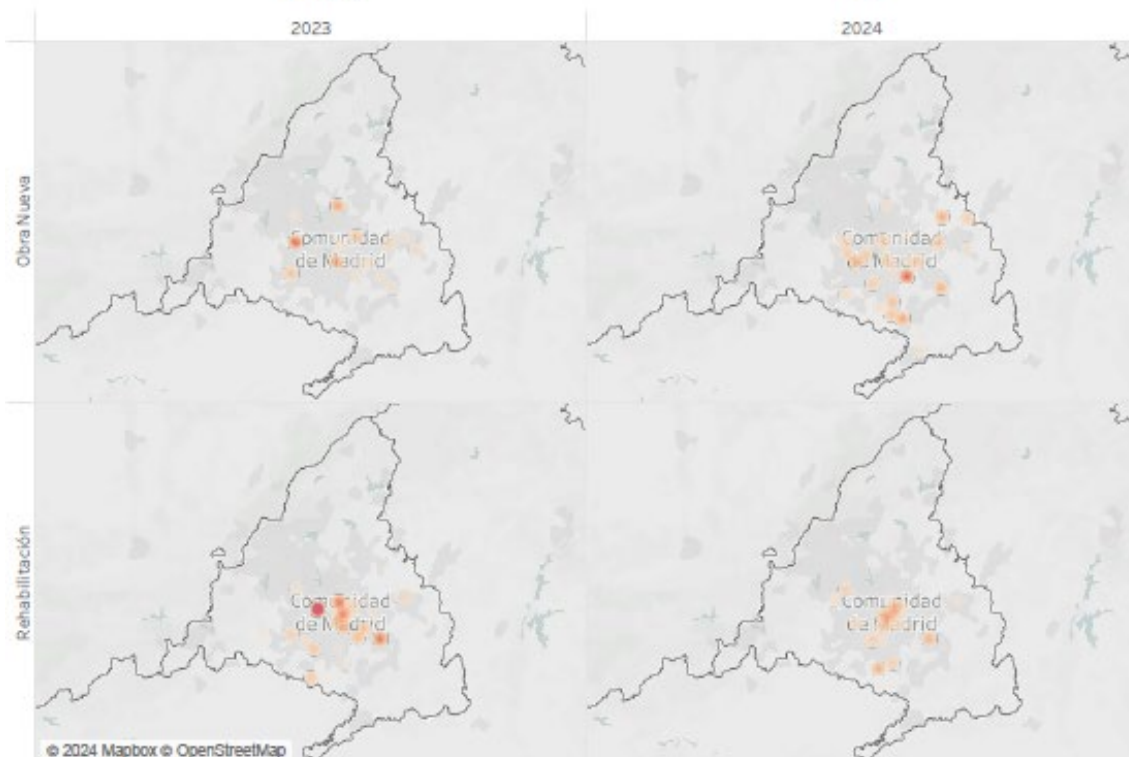 2023
2024
Obra Nueva
Comunidad
de Madrid
Comunidad
de Madrid
Rehabilitación
Comunidad
de Madrid
Comunidad
de Madrid
© 2024 Mapbox © OpenStreetMap